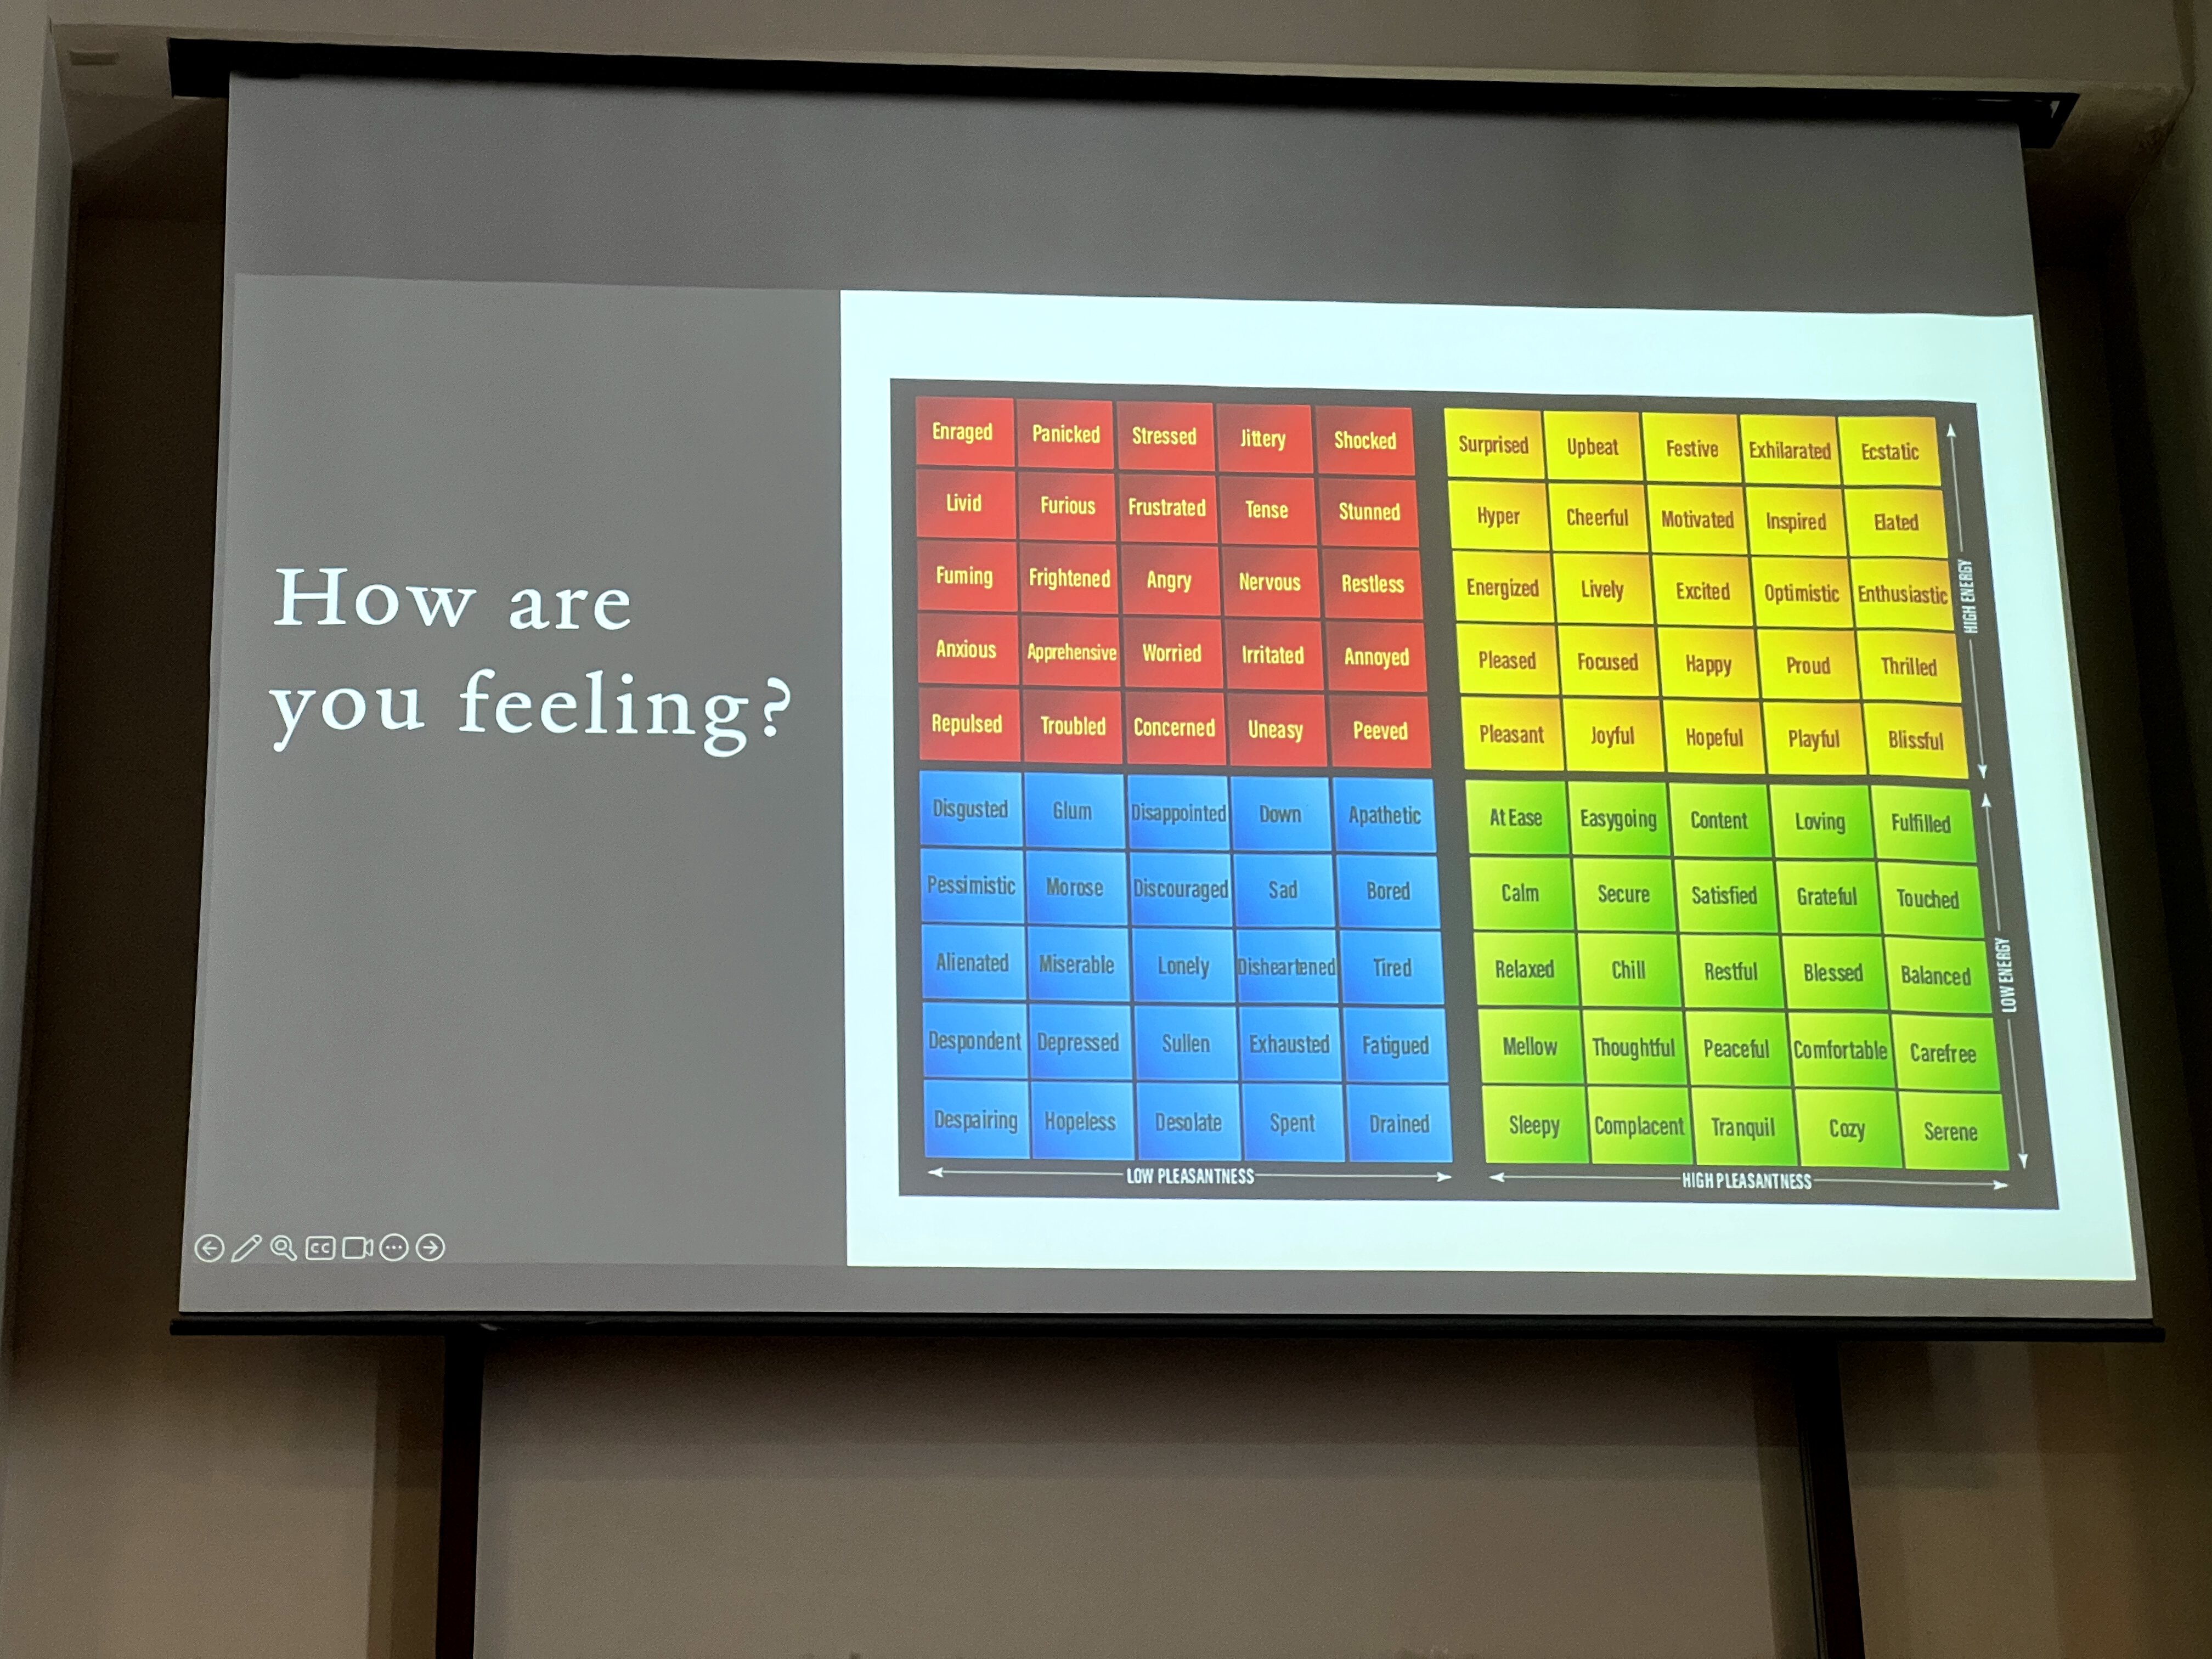 How are
you feeling?
Enraged Panicked Stressed Jittery Shocked Surprised Upbeat Festive Exhilarated Ecstatic
Livid Furious Frustrated Tense Stunned Hyper Cheerful Motivated Inspired Elated
Fuming Frightened Angry Nervous Restless Energized Lively Excited Optimistic Enthusiastic
Anxious Apprehensive Worried Irritated Annoyed Pleased Focused Happy Proud Thrilled
Repulsed Troubled Concerned Uneasy Peeved Pleasant Joyful Hopeful Playful Blissful
HIGH ENERGY
Disgusted Glum Disappointed Down Apathetic At Ease Easygoing Content Loving Fulfilled
Pessimistic Morose Discouraged Sad Bored Calm Secure Satisfied Grateful Touched
Alienated Miserable Lonely Disheartened Tired Relaxed Chill Restful Blessed Balanced
Despondent Depressed Sullen Exhausted Fatigued Mellow Thoughtful Peaceful Comfortable Carefree
Despairing Hopeless Desolate Spent Drained Sleepy Complacent Tranquil Cozy Serene
LOW ENERGY
LOW PLEASANTNESS HIGH PLEASANTNESS
CC